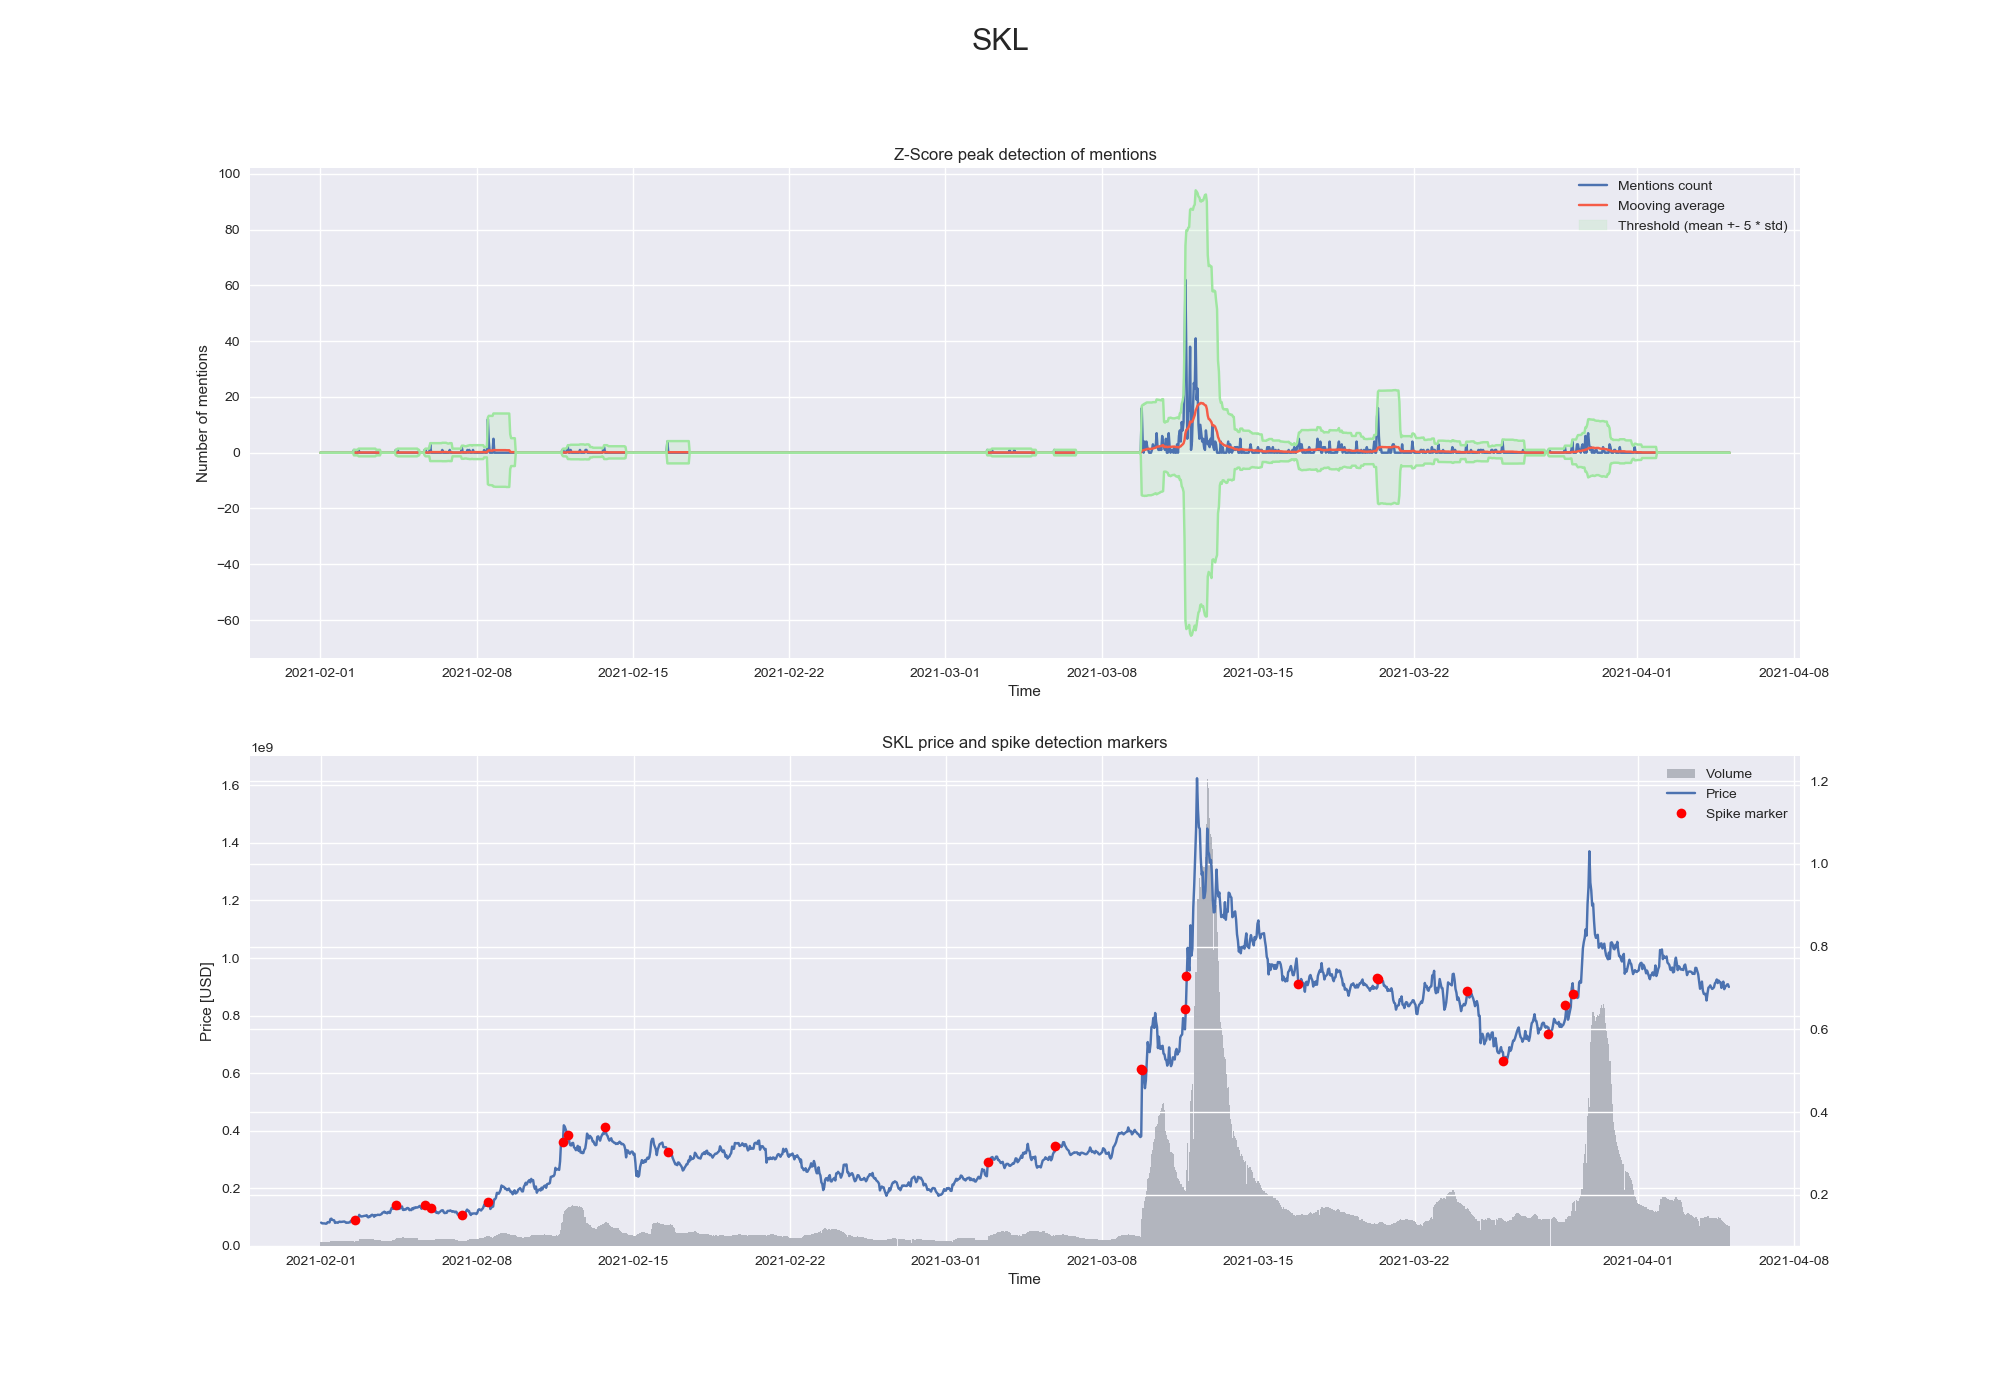 SKL
Z-Score peak detection of mentions
100
80
60
40
20
0
−20
−40
−60
Number of mentions
Mentions count
Mooving average
Threshold (mean +- 5 * std)
2021-02-01 2021-02-08 2021-02-15 2021-02-22 2021-03-01 2021-03-08 2021-03-15 2021-03-22 2021-04-01 2021-04-08
Time
SKL price and spike detection markers
1e9
1.6
1.4
1.2
1.0
0.8
0.6
0.4
0.2
0.0
Price [USD]
Volume
Price
Spike marker
1.2
1.0
0.8
0.6
0.4
0.2
2021-02-01 2021-02-08 2021-02-15 2021-02-22 2021-03-01 2021-03-08 2021-03-15 2021-03-22 2021-04-01 2021-04-08
Time